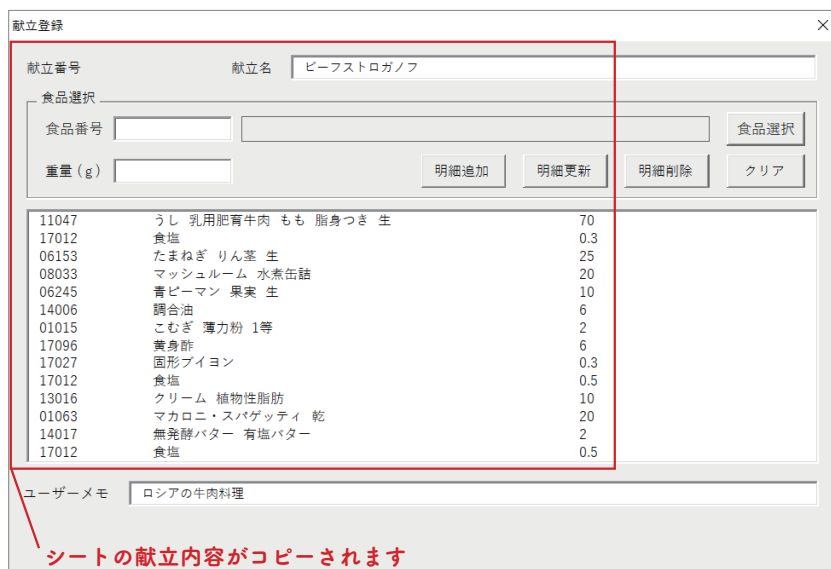 献立登録
献立番号 献立名 ビーフストロガノフ
食品選択
食品番号 食品選択
重量(g) 明細追加 明細更新 明細削除 クリア
11047 うし 乳用肥育牛肉 もも 脂身つき 生 70
17012 食塩 0.3
06153 たまねぎ りん茎 生 25
08033 マッシュルーム 水煮缶詰 20
06245 青ピーマン 果実 生 10
14006 調合油 6
01015 こむぎ 薄力粉 1等 2
17096 黄身酢 6
17027 固形ブイヨン 0.3
17012 食塩 0.5
13016 クリーム 植物性脂肪 10
01063 マカロニ・スパゲッティ 乾 20
14017 無発酵バター 有塩バター 2
17012 食塩 0.5
ユーザーメモ ロシアの牛肉料理
シートの献立内容がコピーされます